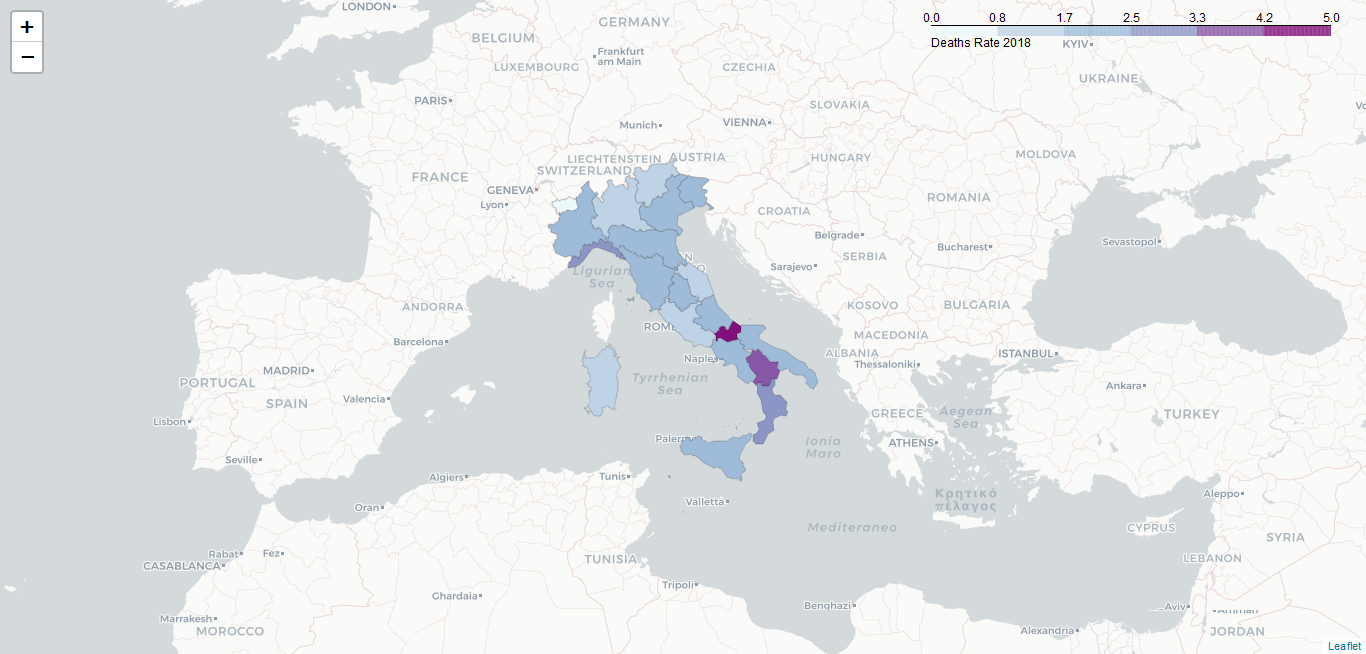 +
−
0.0 0.8 1.7 2.5 3.3 4.2 5.0
Deaths Rate 2018
LONDON
GERMANY
BELGIUM
Frankfurt
am Main
KYIV
LUXEMBOURG
CZECHIA
UKRAINE
PARIS
SLOVAKIA
Munich
VIENNA
LIECHTENSTEIN
AUSTRIA
HUNGARY
MOLDOVA
SWITZERLAND
FRANCE
GENEVA
Lyon
ROMANIA
CROATIA
Belgrade
Bucharest
Sevastopol
SERBIA
Sarajevo
Ligurian
Sea
ANDORRA
KOSOVO
BULGARIA
ROME
MACEDONIA
Barcelona
ALBANIA
ISTANBUL
Naples
Thessaloniki
MADRID
Tyrrhenian
Sea
PORTUGAL
Ankara
SPAIN
Valencia
GREECE
Aegean
Sea
TURKEY
Lisbon
Ionia
Maro
ATHENS
Palermo
Seville
Algiers
Tunis
Κρητικό
πέλαγος
Aleppo
Valletta
Oran
Mediteraneo
CYPRUS
SYRIA
Rabat
Fez
TUNISIA
LEBANON
CASABLANCA
Tripoli
Ghardaia
Benghazi
Aviv
Amman
Marrakesh
MOROCCO
Alexandria
JORDAN
Leaflet